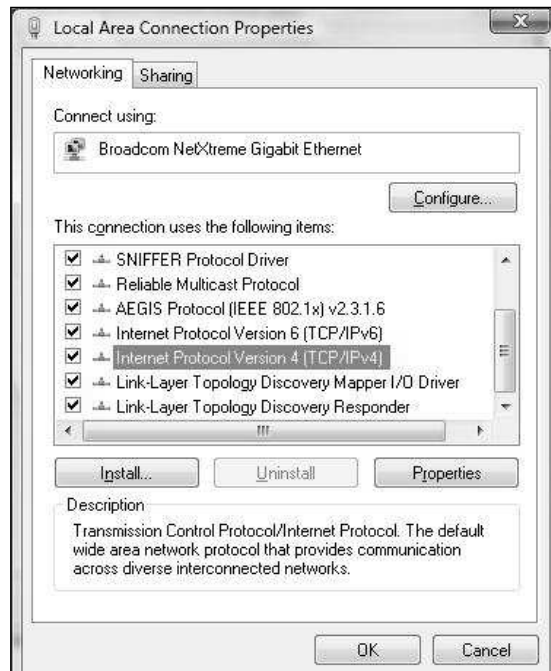 Local Area Connection Properties
Networking
Sharing
Connect using:
Broadcom NetXtreme Gigabit Ethernet
Configure...
This connection uses the following items:
SNIFFER Protocol Driver
Reliable Multicast Protocol
AEGIS Protocol (IEEE 802.1x) v2.3.1.6
Internet Protocol Version 6 (TCP/IPv6)
Internet Protocol Version 4 (TCP/IPv4)
Link-Layer Topology Discovery Mapper I/O Driver
Link-Layer Topology Discovery Responder
Install...
Uninstall
Properties
Description
Transmission Control Protocol/Internet Protocol. The default
wide area network protocol that provides communication
across diverse interconnected networks.
OK
Cancel